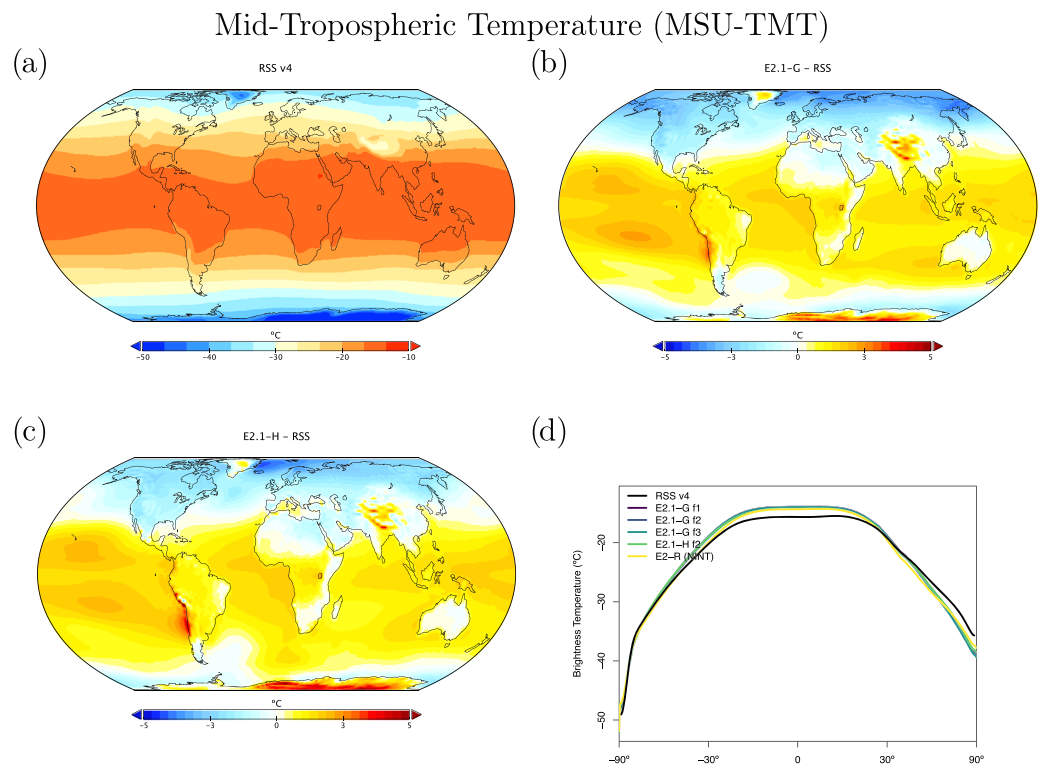 Mid-Tropospheric Temperature (MSU-TMT)
(a)
RSS v4
°C
−50 −40 −30 −20 −10
(b)
E2.1−G − RSS
°C
−5 −3 0 3 5
(c)
E2.1−H − RSS
°C
−5 −3 0 3 5
(d)
RSS v4
E2.1−G f1
E2.1−G f2
E2.1−G f3
E2.1−H f2
E2−R (NINT)
Brightness Temperature (°C)
−20
−30
−40
−50
−90° −30° 0 30° 90°